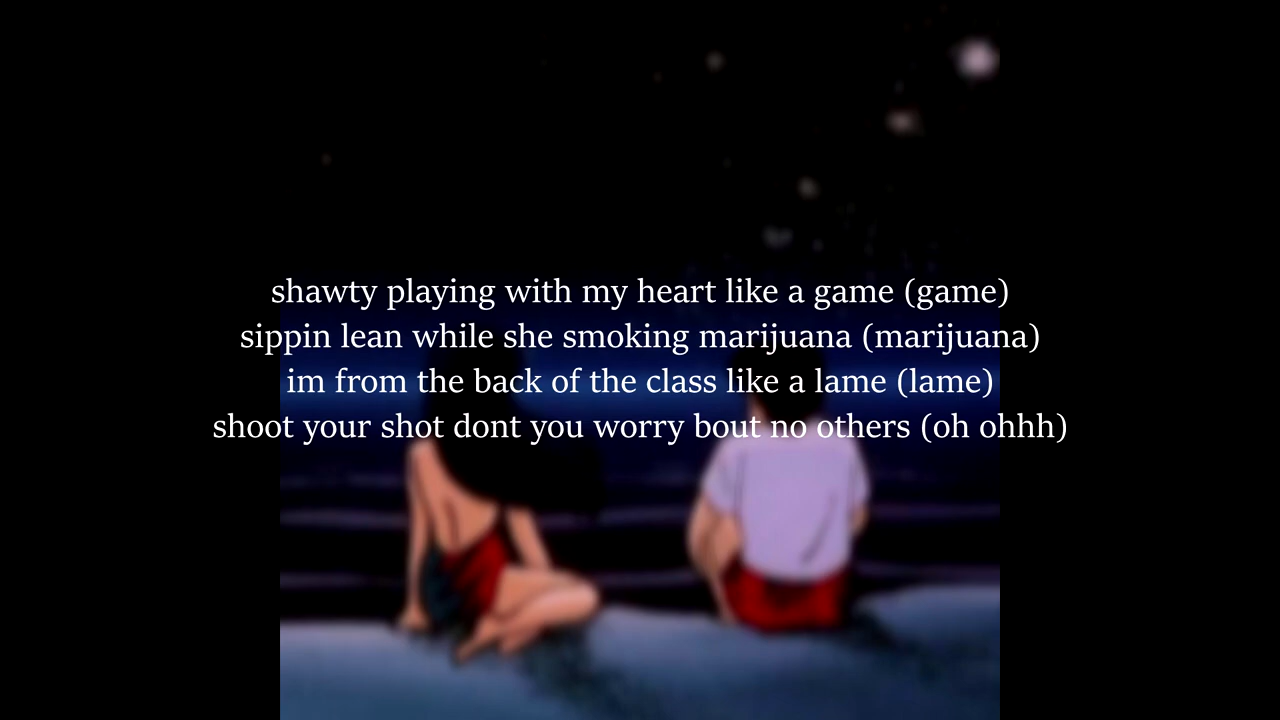 shawty playing with my heart like a game (game)
sippin lean while she smoking marijuana (marijuana)
im from the back of the class like a lame (lame)
shoot your shot dont you worry bout no others (oh ohhh)